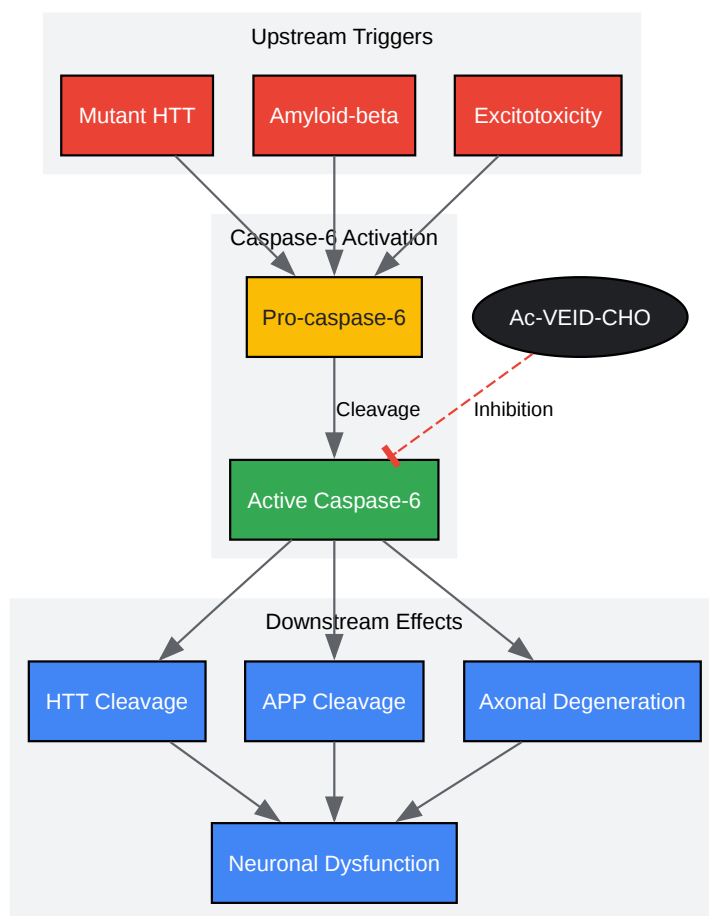 Upstream Triggers
Mutant HTT
Amyloid-beta
Excitotoxicity
Caspase-6 Activation
Pro-caspase-6
Ac-VEID-CHO
Cleavage
Inhibition
Active Caspase-6
Downstream Effects
HTT Cleavage
APP Cleavage
Axonal Degeneration
Neuronal Dysfunction